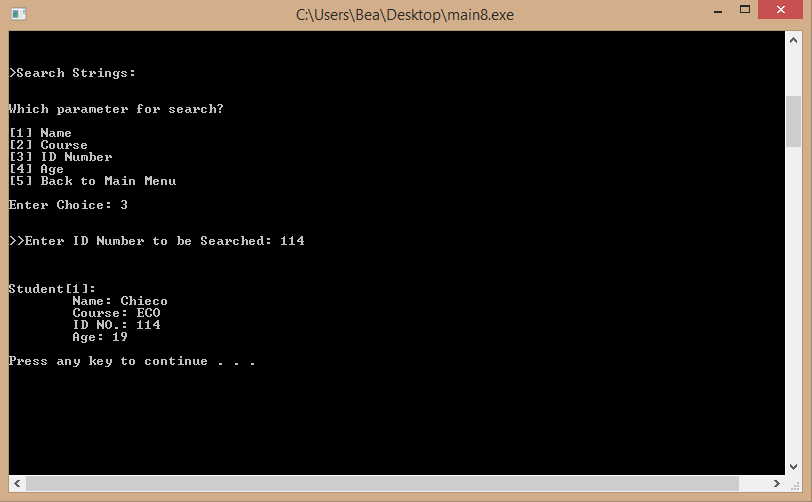 C:\Users\Bea\Desktop\main8.exe
>Search Strings:
Which parameter for search?
[1] Name
[2] Course
[3] ID Number
[4] Age
[5] Back to Main Menu
Enter Choice: 3
>>Enter ID Number to be Searched: 114
Student[1]:
Name: Chieco
Course: ECO
ID NO.: 114
Age: 19
Press any key to continue . . .